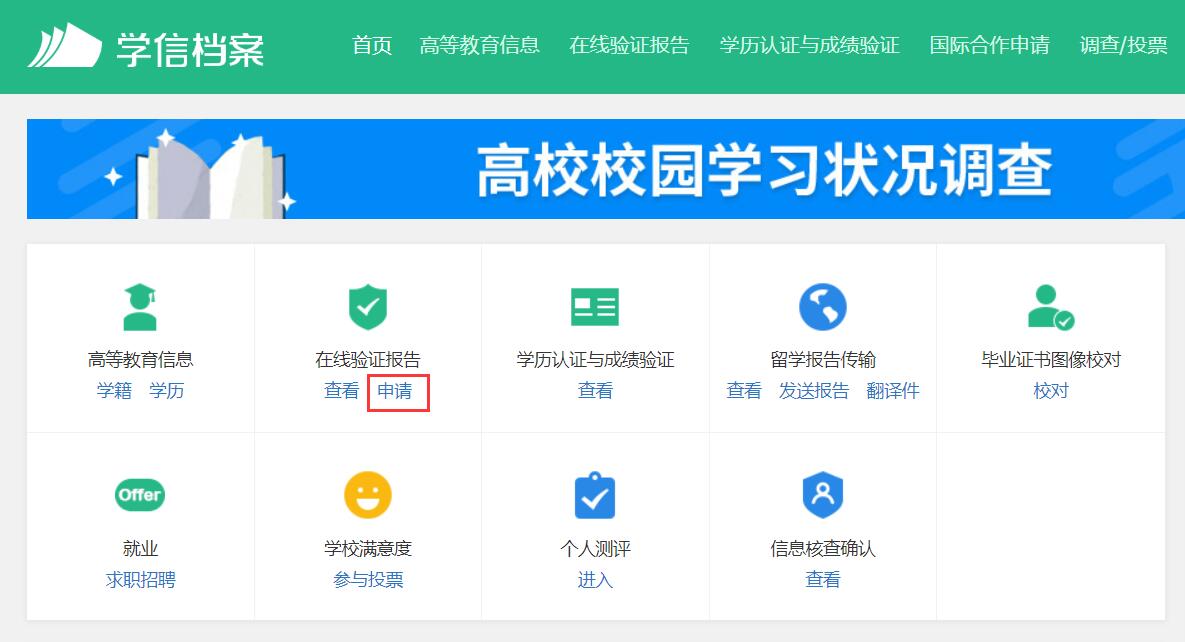 学信档案
首页 高等教育信息 在线验证报告 学历认证与成绩验证 国际合作申请 调查/投票
高校校园学习状况调查
高等教育信息
学籍 学历
在线验证报告
查看 申请
学历认证与成绩验证
查看
留学报告传输
查看 发送报告 翻译件
毕业证书图像校对
校对
Offer
就业
求职招聘
学校满意度
参与投票
个人测评
进入
信息核查确认
查看